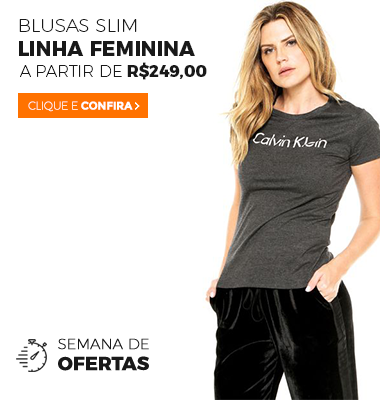 BLUSAS SLIM
LINHA FEMININA
A PARTIR DE R$249,00
CLIQUE E CONFIRA >
Calvin Klein
SEMANA DE
OFERTAS